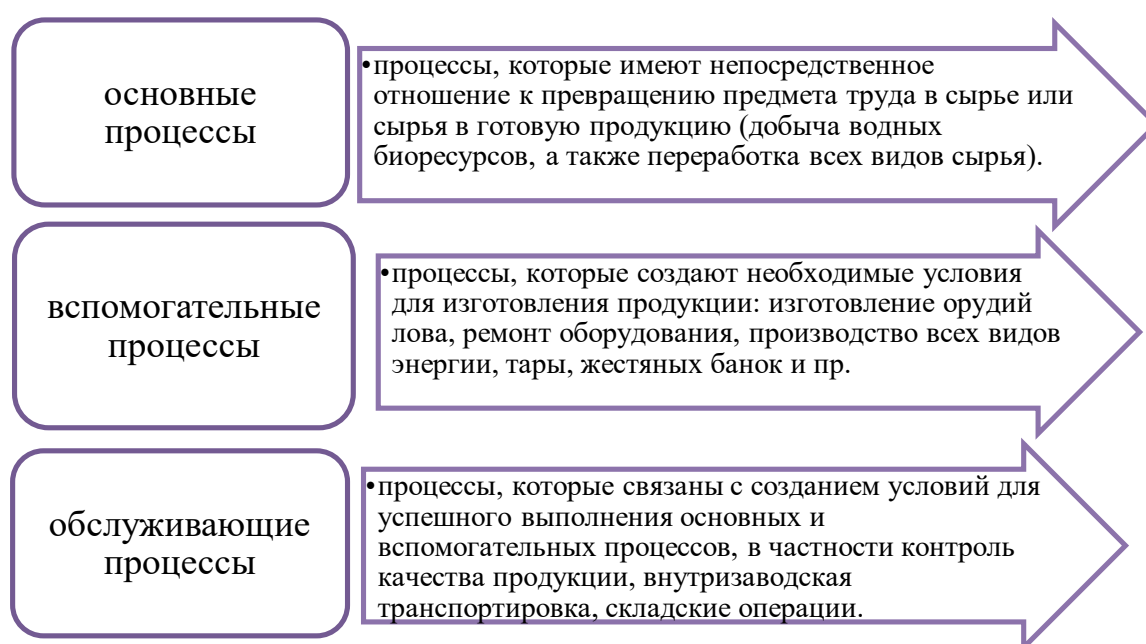 основные
процессы
•процессы, которые имеют непосредственное
отношение к превращению предмета труда в сырье или
сырья в готовую продукцию (добыча водных
биоресурсов, а также переработка всех видов сырья).
вспомогательные
процессы
•процессы, которые создают необходимые условия
для изготовления продукции: изготовление орудий
лова, ремонт оборудования, производство всех видов
энергии, тары, жестяных банок и пр.
обслуживающие
процессы
•процессы, которые связаны с созданием условий для
успешного выполнения основных и
вспомогательных процессов, в частности контроль
качества продукции, внутризаводская
транспортировка, складские операции.